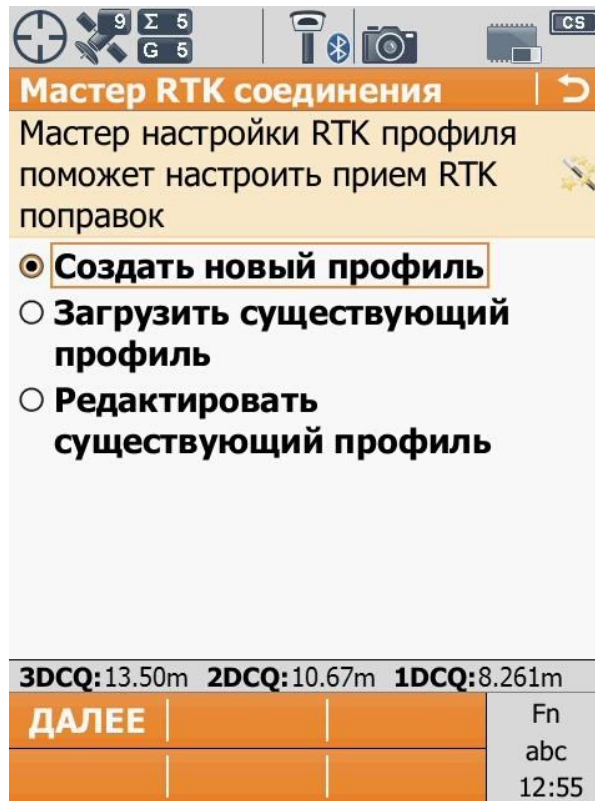 9 Σ 5
G 5
CS
Мастер RTK соединения
Мастер настройки RTK профиля
поможет настроить прием RTK
поправок
Создать новый профиль
Загрузить существующий
профиль
Редактировать
существующий профиль
3DCQ:13.50m 2DCQ:10.67m 1DCQ:8.261m
ДАЛЕЕ
Fn
abc
12:55